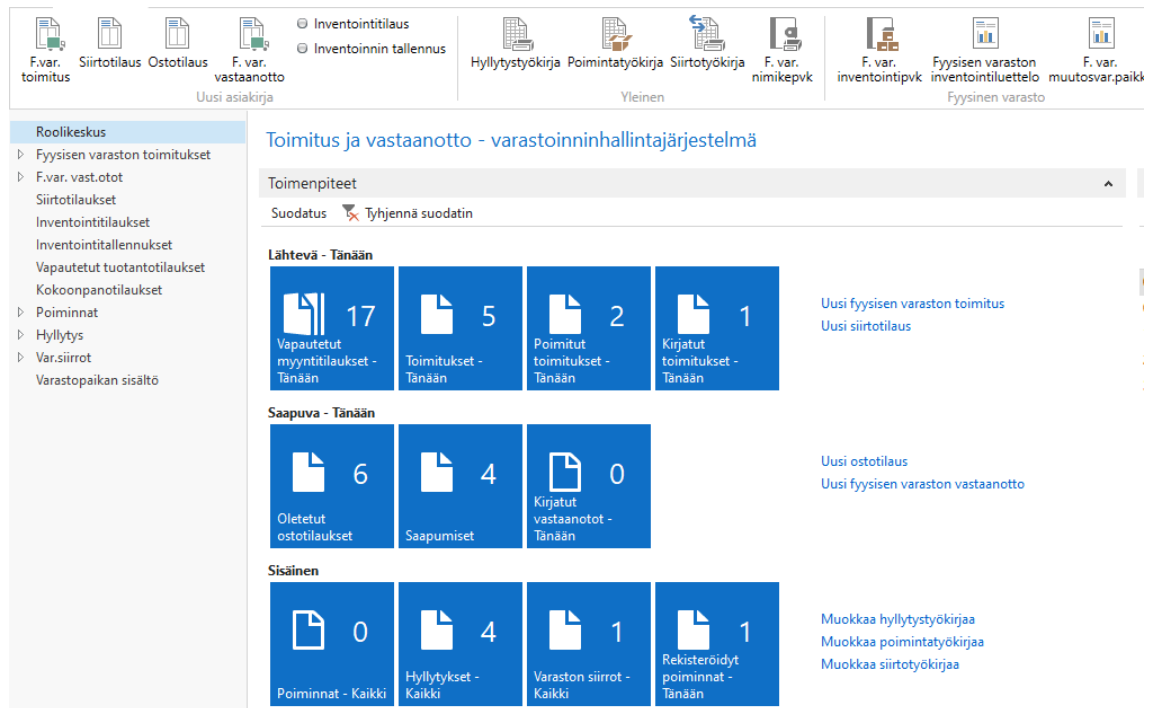 F.var. toimitus
Siirtotilaus
Ostotilaus
F. var. vastaanotto
Inventointitilaus
Inventoinnin tallennus
Uusi asiakirja
Hyllytystyökirja
Poimintatyökirja
Siirtotyökirja
F. var. nimikepvk
Yleinen
F. var. inventointipvk
Fyysisen varaston inventointiluettelo
F. var. muutosvar.paikk
Fyysinen varasto
Roolikeskus
Fyysisen varaston toimitukset
F.var. vast.otot
Siirtotilaukset
Inventointitilaukset
Inventointitallennukset
Vapautetut tuotantotilaukset
Kokoonpanotilaukset
Poiminnat
Hyllytys
Var.siirrot
Varastopaikan sisältö
Toimitus ja vastaanotto - varastoinninhallintajärjestelmä
Toimenpiteet
Suodatus Tyhjennä suodatin
Lähtevä - Tänään
17
Vapautetut
myyntitilaukset -
Tänään
5
Toimitukset -
Tänään
2
Poimitut
toimitukset -
Tänään
1
Kirjatut
toimitukset -
Tänään
Uusi fyysisen varaston toimitus
Uusi siirtotilaus
Saapuva - Tänään
6
Oletetut
ostotilaukset
4
Saapumiset
0
Kirjatut
vastaanotot -
Tänään
Uusi ostotilaus
Uusi fyysisen varaston vastaanotto
Sisäinen
0
Poiminnat - Kaikki
4
Hyllytykset -
Kaikki
1
Varaston siirrot -
Kaikki
1
Rekisteröidyt
poiminnat -
Tänään
Muokkaa hyllytystyökirjaa
Muokkaa poimintatyökirjaa
Muokkaa siirtotyökirjaa